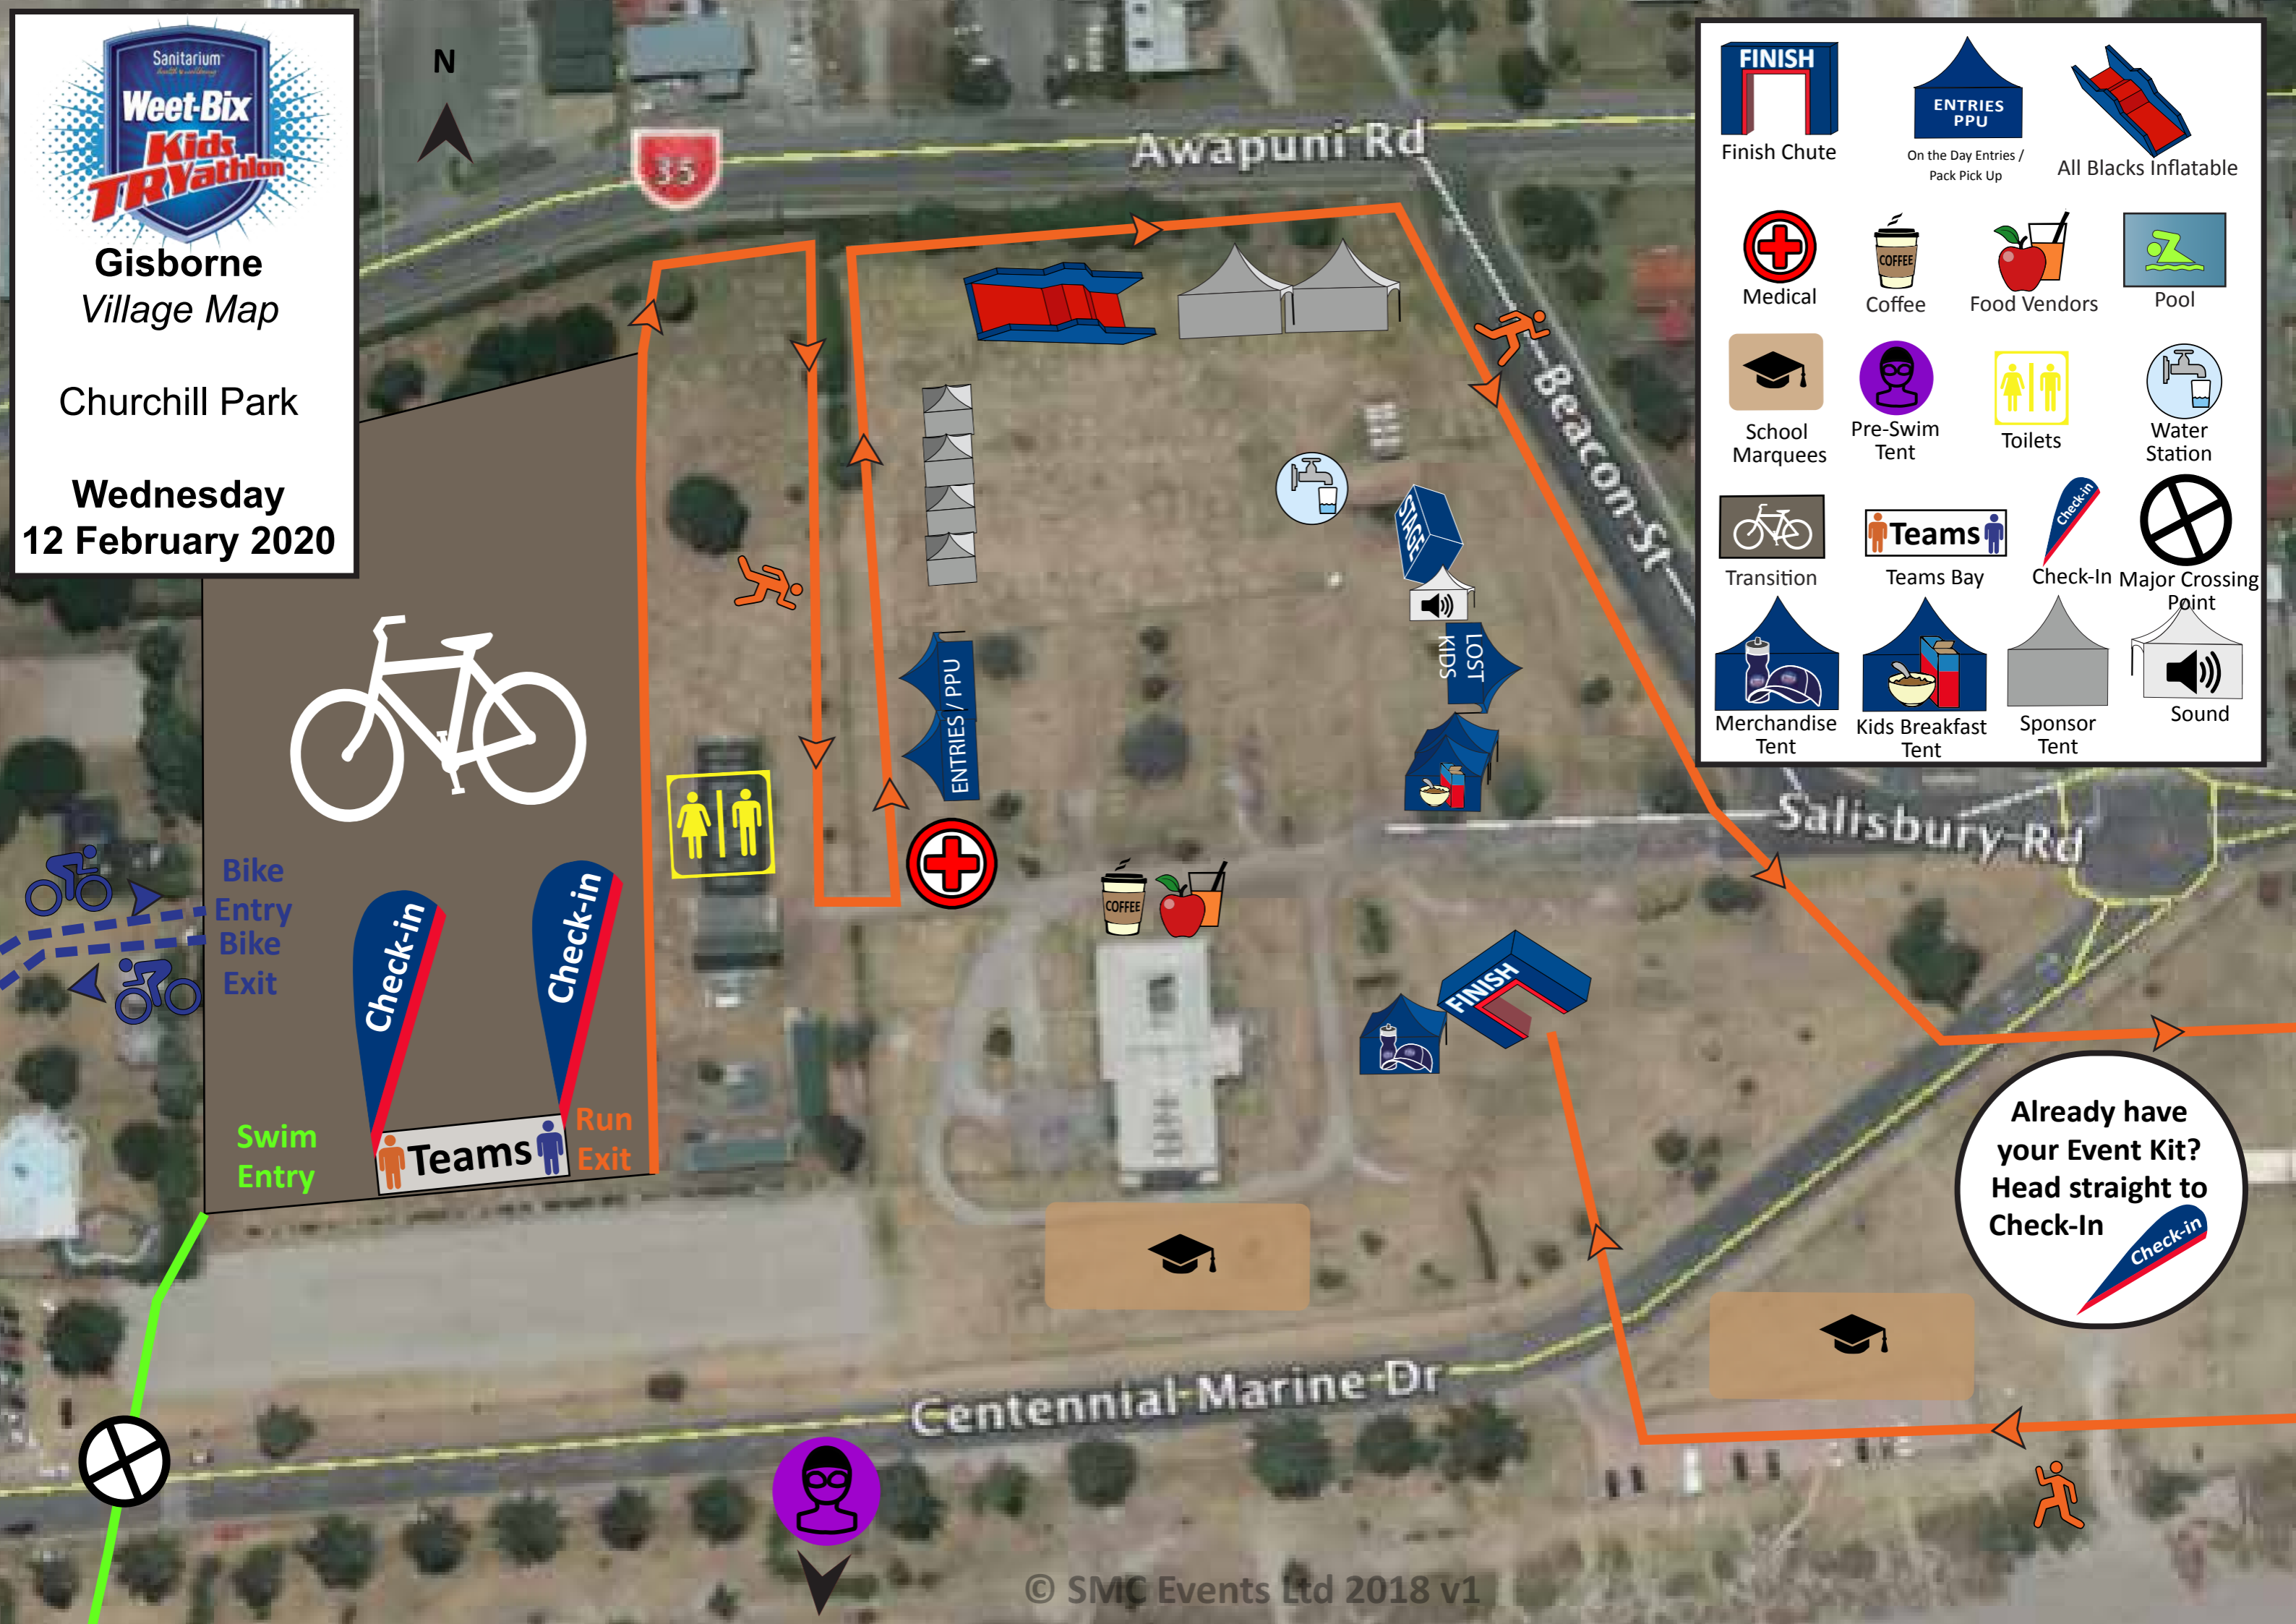 Sanitarium
health & wellbeing
Weet-Bix
Kids
TRYathlon
Gisborne
Village Map
Churchill Park
Wednesday
12 February 2020
N
35
Awapuni Rd
Beacon St
Salisbury Rd
Centennial Marine Dr
STAGE
LOST
KIDS
ENTRIES / PPU
COFFEE
FINISH
Bike
Entry
Bike
Exit
Check-in
Check-in
Swim
Entry
Teams
Run
Exit
FINISH
Finish Chute
ENTRIES
PPU
On the Day Entries /
Pack Pick Up
All Blacks Inflatable
Medical
COFFEE
Coffee
Food Vendors
Pool
School
Marquees
Pre-Swim
Tent
Toilets
Water
Station
Transition
Teams
Teams Bay
Check-in
Check-In
Major Crossing
Point
Merchandise
Tent
Kids Breakfast
Tent
Sponsor
Tent
Sound
Already have
your Event Kit?
Head straight to
Check-In
Check-in
© SMC Events Ltd 2018 v1